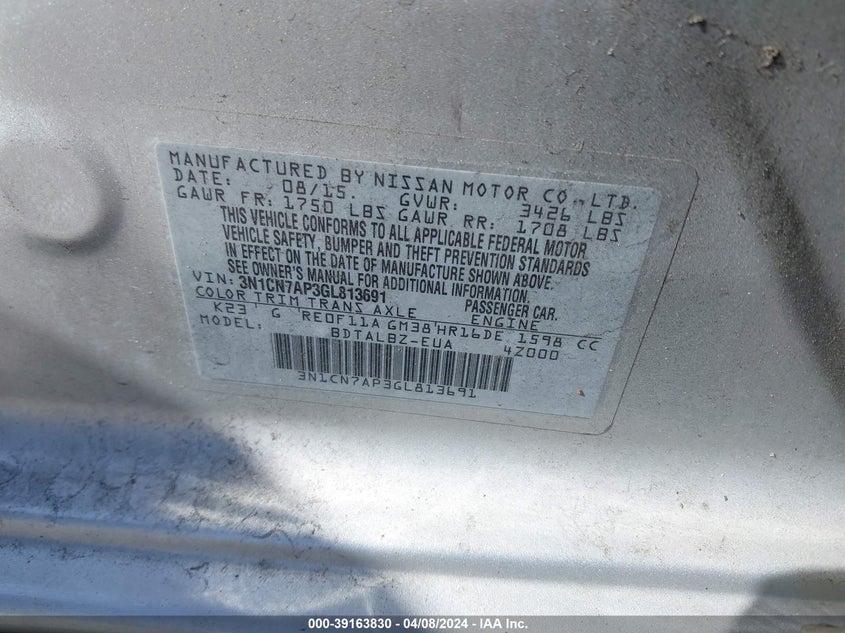 MANUFACTURED BY NISSAN MOTOR CO.,LTD.
DATE: 08/15. GVWR: 3426 LBS
GAWR FR: 1750 LBS GAWR RR: 1708 LBS
THIS VEHICLE CONFORMS TO ALL APPLICABLE FEDERAL MOTOR
VEHICLE SAFETY, BUMPER AND THEFT PREVENTION STANDARDS
IN EFFECT ON THE DATE OF MANUFACTURE SHOWN ABOVE.
SEE OWNER'S MANUAL FOR ADDITIONAL INFORMATION.
VIN: 3N1CN7AP3GL813691 PASSENGER CAR.
COLOR TRIM TRANS AXLE ENGINE
K23 G RE0F11A GM38 HR16DE 1598 CC
MODEL: BDTALBZ-EUA 4Z000
3N1CN7AP3GL813691
000-39163830 - 04/08/2024 - IAA Inc.